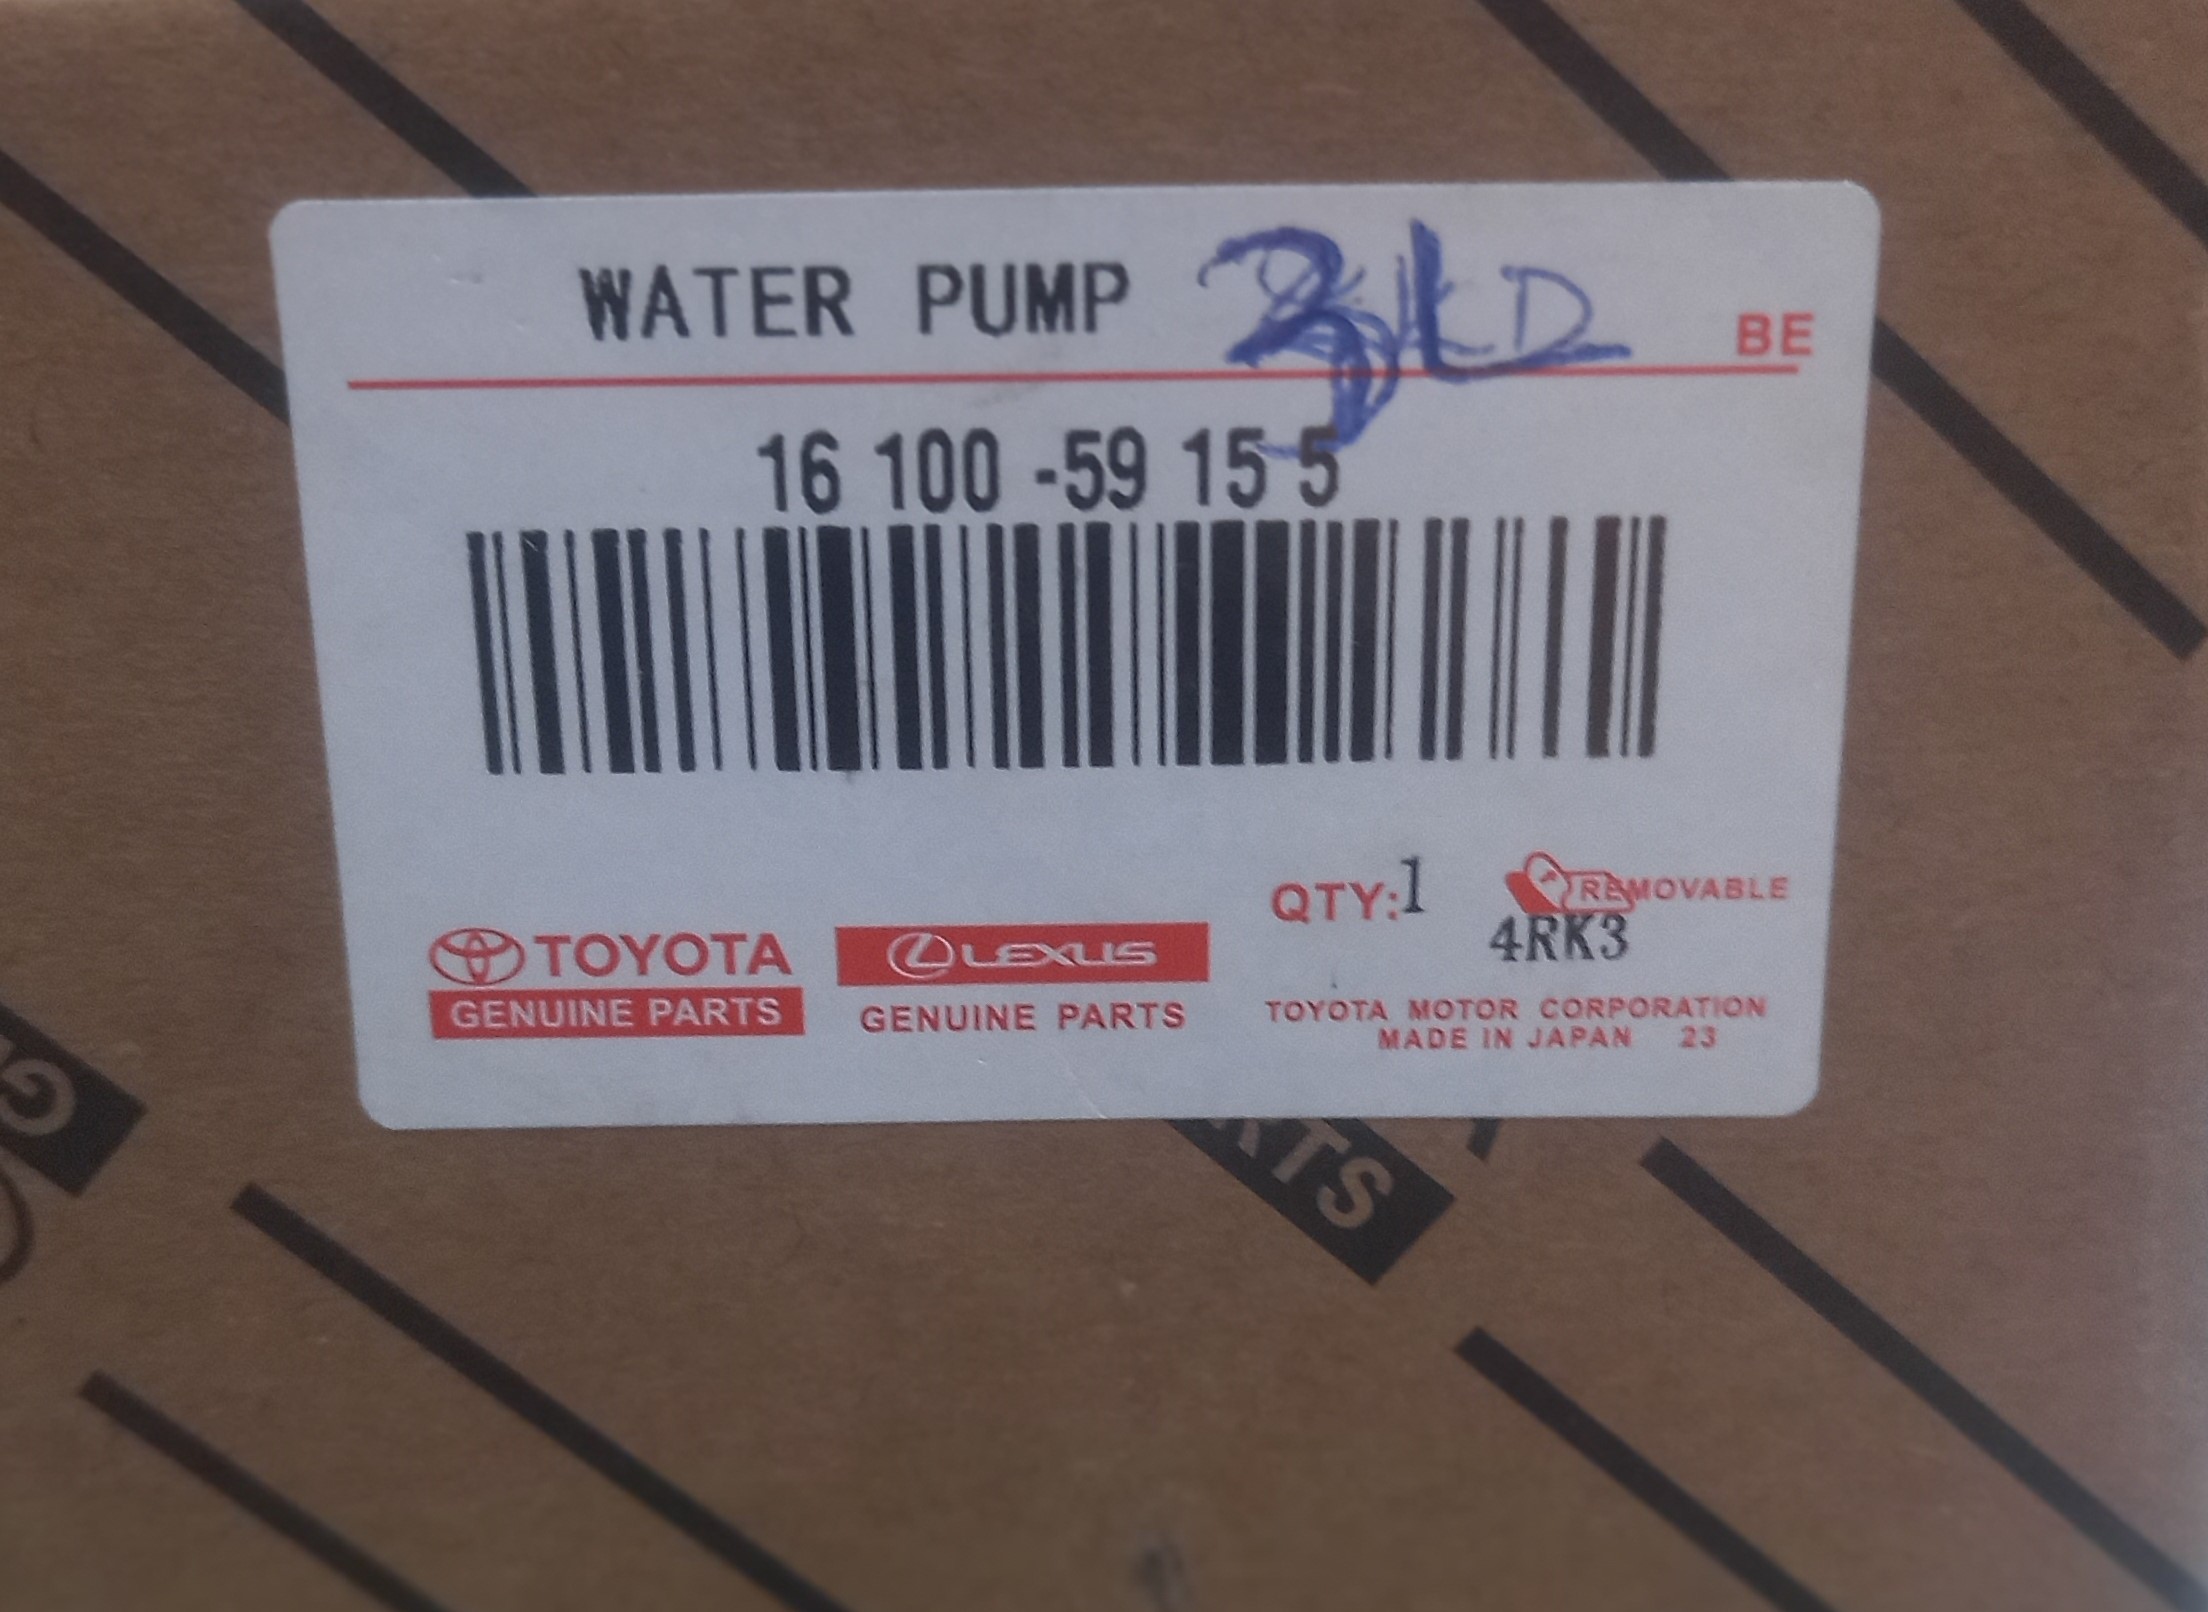 WATER PUMP 3L
BE
16 100 -59 15 5
QTY:1
REMOVABLE
4RK3
TOYOTA
GENUINE PARTS
LEXUS
GENUINE PARTS
TOYOTA MOTOR CORPORATION
MADE IN JAPAN 23